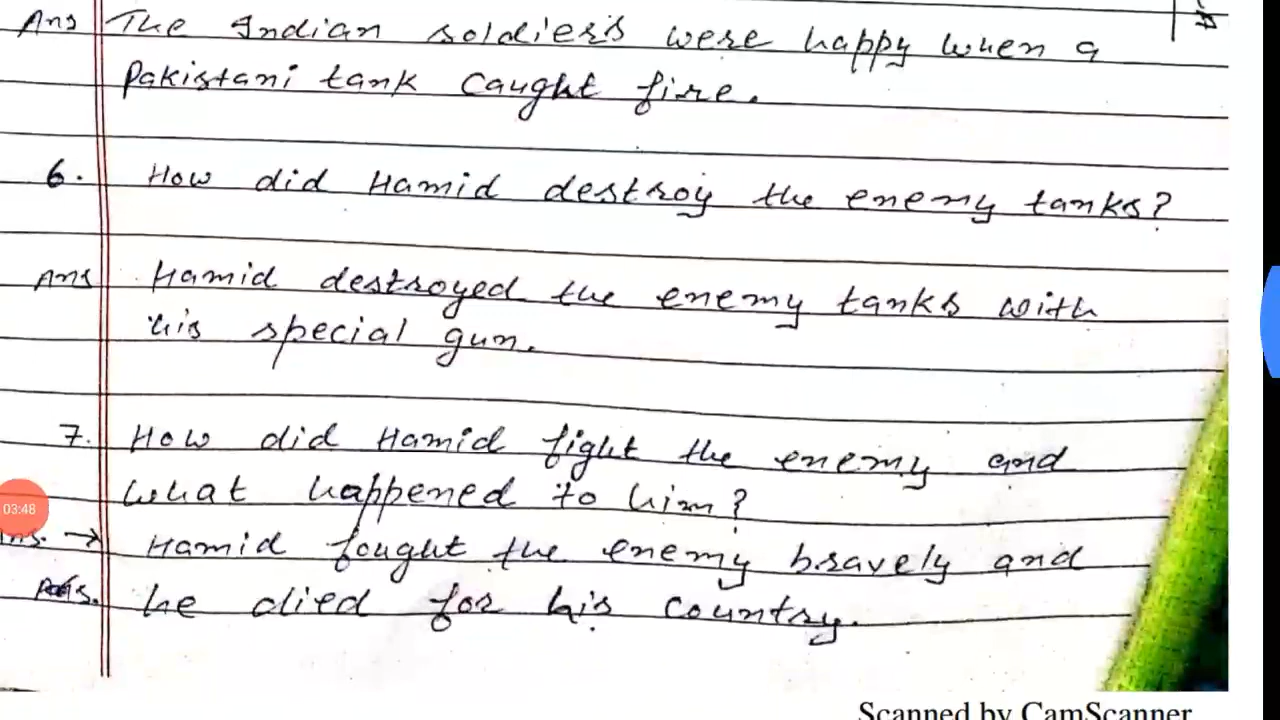 Ans The Indian soldiers were happy when a
Pakistani tank caught fire.
6. How did Hamid destroy the enemy tanks?
Ans Hamid destroyed the enemy tanks with
his special gun.
7. How did Hamid fight the enemy and
what happened to him?
03:48
Ans. → Hamid fought the enemy bravely and
Ans. he died for his country.
Scanned by CamScanner